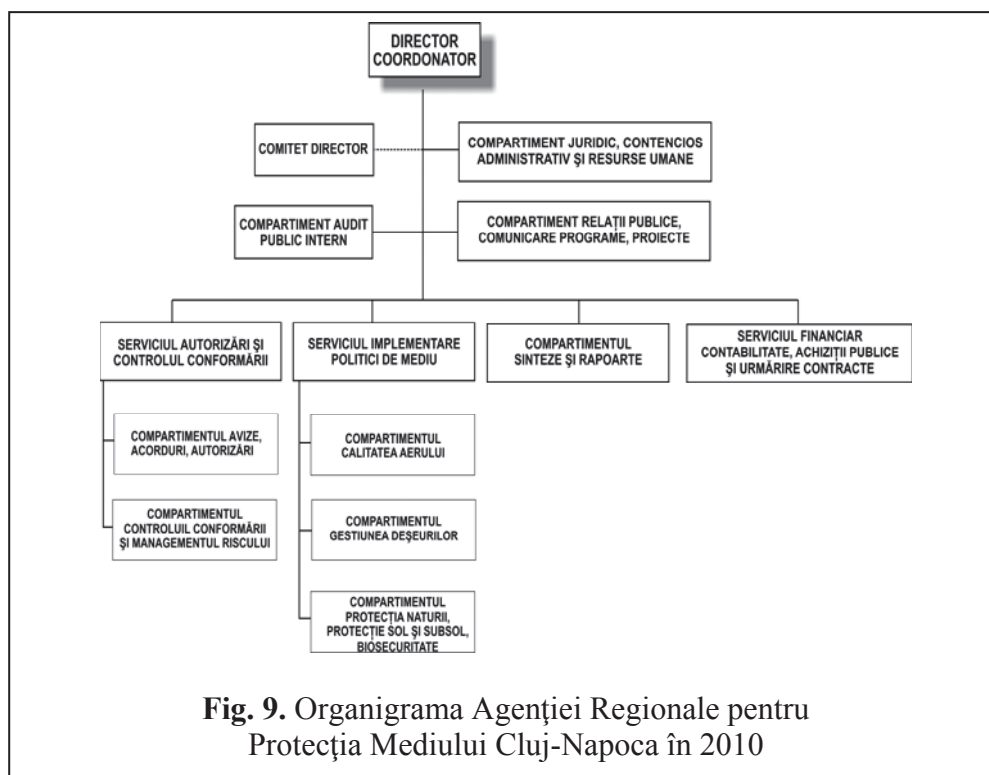 DIRECTOR
COORDONATOR
COMITET DIRECTOR
COMPARTIMENT JURIDIC, CONTENCIOS
ADMINISTRATIV ŞI RESURSE UMANE
COMPARTIMENT AUDIT
PUBLIC INTERN
COMPARTIMENT RELAŢII PUBLICE,
COMUNICARE PROGRAME, PROIECTE
SERVICIUL AUTORIZĂRI ŞI
CONTROLUL CONFORMĂRII
SERVICIUL IMPLEMENTARE
POLITICI DE MEDIU
COMPARTIMENTUL
SINTEZE ŞI RAPOARTE
SERVICIUL FINANCIAR
CONTABILITATE, ACHIZIŢII PUBLICE
ŞI URMĂRIRE CONTRACTE
COMPARTIMENTUL AVIZE,
ACORDURI, AUTORIZĂRI
COMPARTIMENTUL
CONTROLUIL CONFORMĂRII
ŞI MANAGEMENTUL RISCULUI
COMPARTIMENTUL
CALITATEA AERULUI
COMPARTIMENTUL
GESTIUNEA DEŞEURILOR
COMPARTIMENTUL
PROTECŢIA NATURII,
PROTECŢIE SOL ŞI SUBSOL,
BIOSECURITATE
Fig. 9. Organigrama Agenţiei Regionale pentru
Protecţia Mediului Cluj-Napoca în 2010